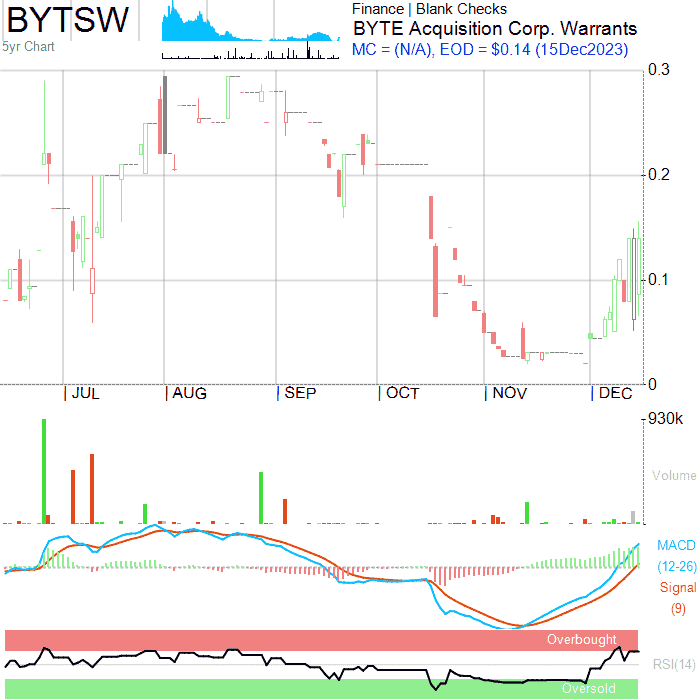 BYTSW
5yr Chart
Finance | Blank Checks
BYTE Acquisition Corp. Warrants
MC = (N/A), EOD = $0.14 (15Dec2023)
0.3
0.2
0.1
0
JUL AUG SEP OCT NOV DEC
930k
Volume
MACD
(12-26)
Signal
(9)
Overbought
RSI(14)
Oversold